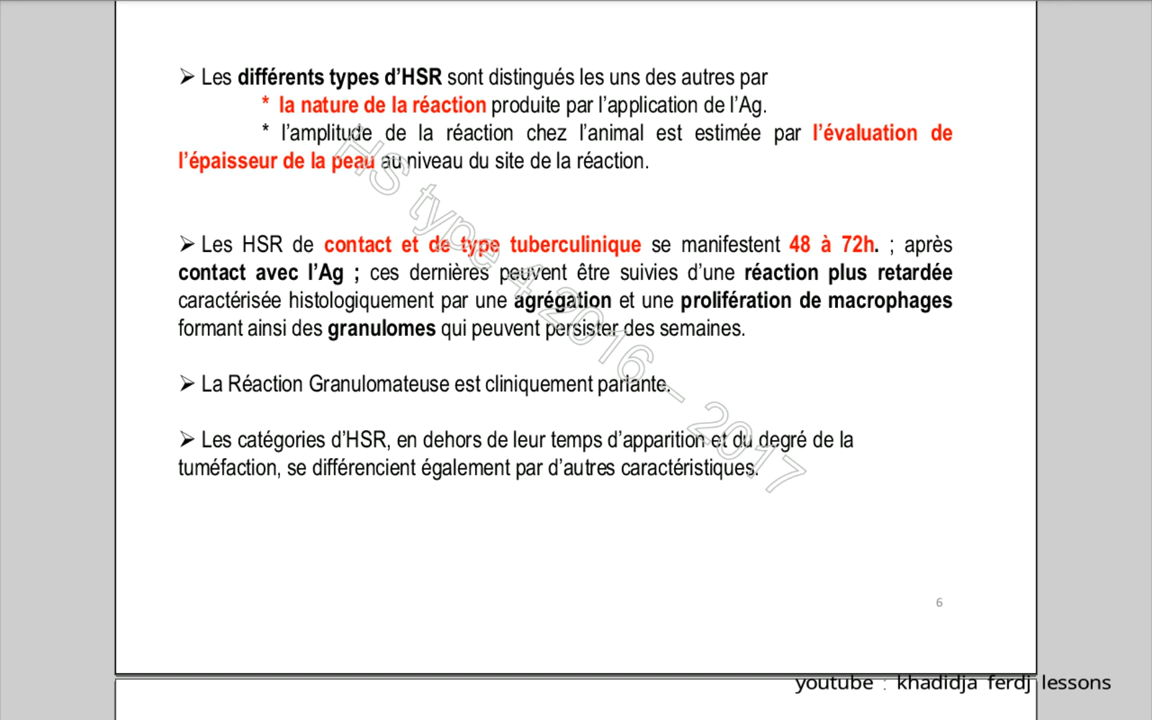 ➢ Les différents types d’HSR sont distingués les uns des autres par
* la nature de la réaction produite par l’application de l’Ag.
* l’amplitude de la réaction chez l’animal est estimée par l’évaluation de
l’épaisseur de la peau au niveau du site de la réaction.
➢ Les HSR de contact et de type tuberculinique se manifestent 48 à 72h. ; après
contact avec l’Ag ; ces dernières peuvent être suivies d’une réaction plus retardée
caractérisée histologiquement par une agrégation et une prolifération de macrophages
formant ainsi des granulomes qui peuvent persister des semaines.
➢ La Réaction Granulomateuse est cliniquement parlante.
➢ Les catégories d’HSR, en dehors de leur temps d’apparition et du degré de la
tuméfaction, se différencient également par d’autres caractéristiques.
HS type 4 2016 – 2017
6
youtube : khadidja ferdj lessons